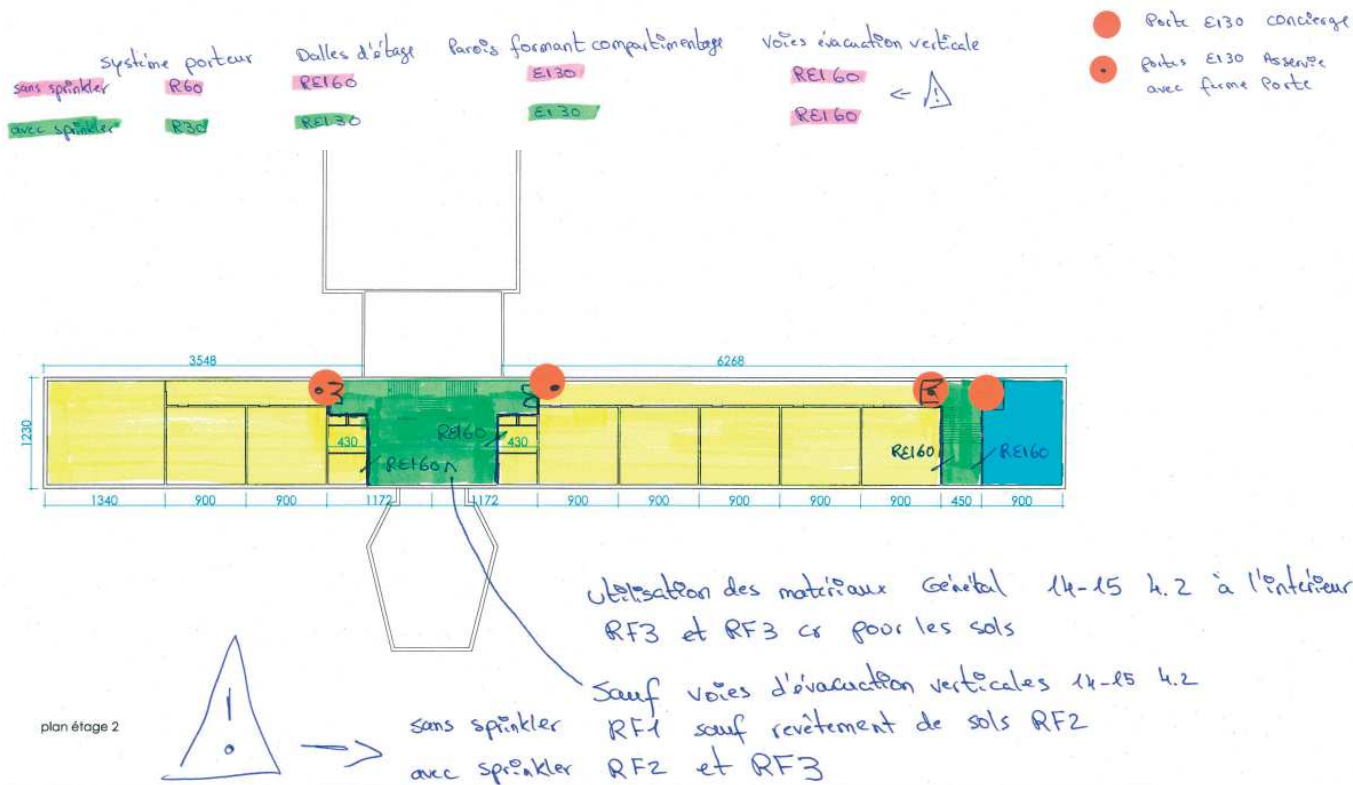 système porteur Dalles d'étage Parois formant compartimentage voies évacuation verticale
sans sprinkler R60 REI60 EI30 REI60
avec sprinkler R30 REI30 EI30 REI60
Porte EI30 concierge
Portes EI30 Asservie
avec ferme Porte
3548
6268
1230
430
REI60
430
REI60
REI60
REI60
1340
900
900
1172
1172
900
900
900
900
900
450
900
utilisation des matériaux Général 14-15 4.2 à l'intérieur
RF3 et RF3 cr pour les sols
Sauf voies d'évacuation verticales 14-15 4.2
sans sprinkler RF1 sauf revêtement de sols RF2
avec sprinkler RF2 et RF3
plan étage 2
!